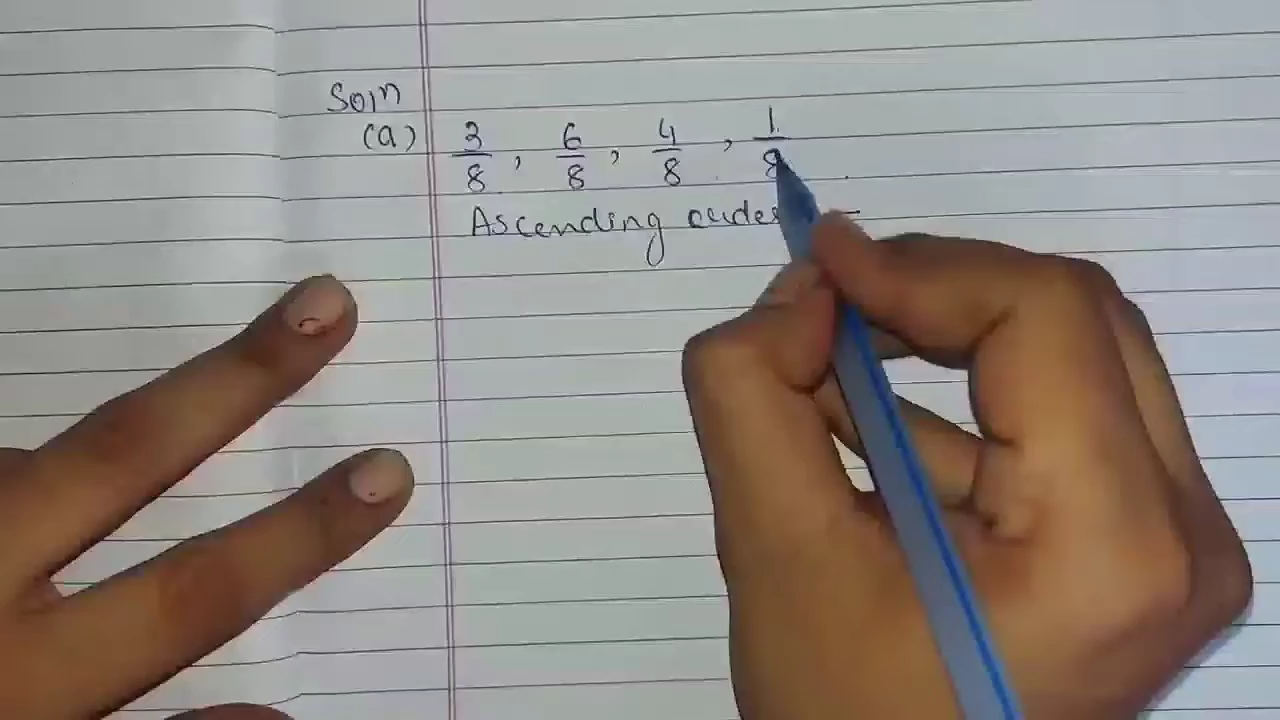 Soln
(a) 3/8, 6/8, 4/8, 1/8
Ascending order –